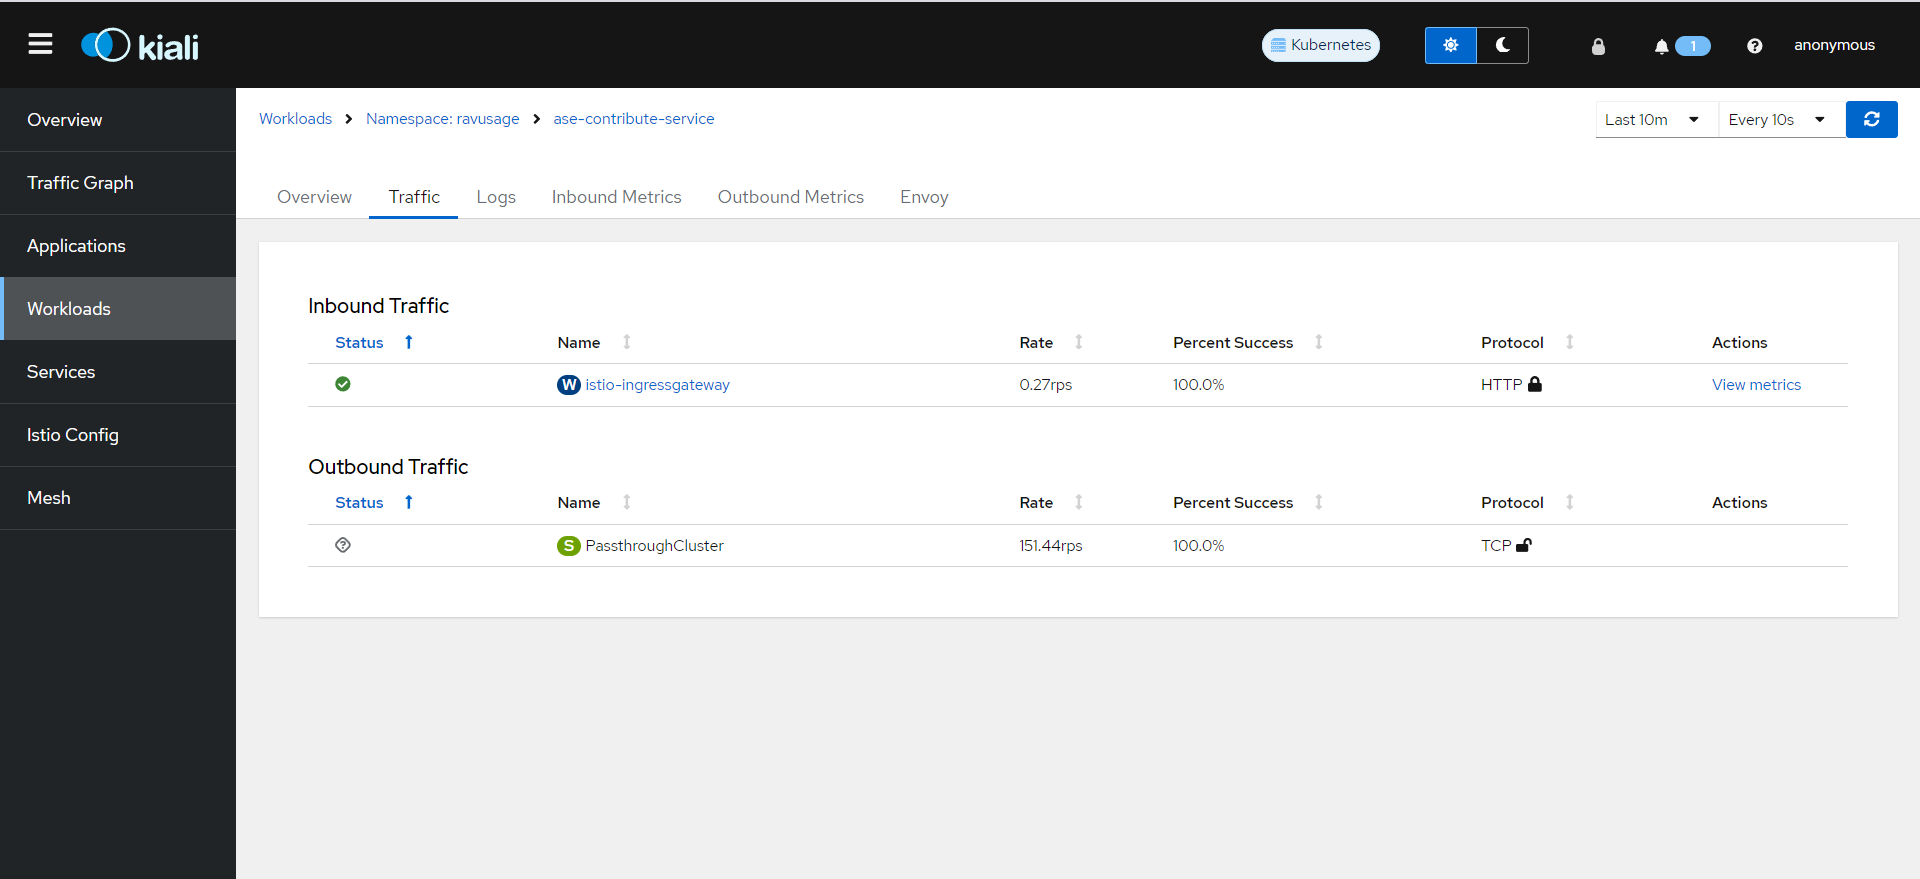 kiali
Kubernetes
1
anonymous
Overview
Traffic Graph
Applications
Workloads
Services
Istio Config
Mesh
Workloads > Namespace: ravusage > ase-contribute-service
Last 10m
Every 10s
Overview Traffic Logs Inbound Metrics Outbound Metrics Envoy
Inbound Traffic
Status Name Rate Percent Success Protocol Actions
W istio-ingressgateway 0.27rps 100.0% HTTP View metrics
Outbound Traffic
Status Name Rate Percent Success Protocol Actions
S PassthroughCluster 151.44rps 100.0% TCP